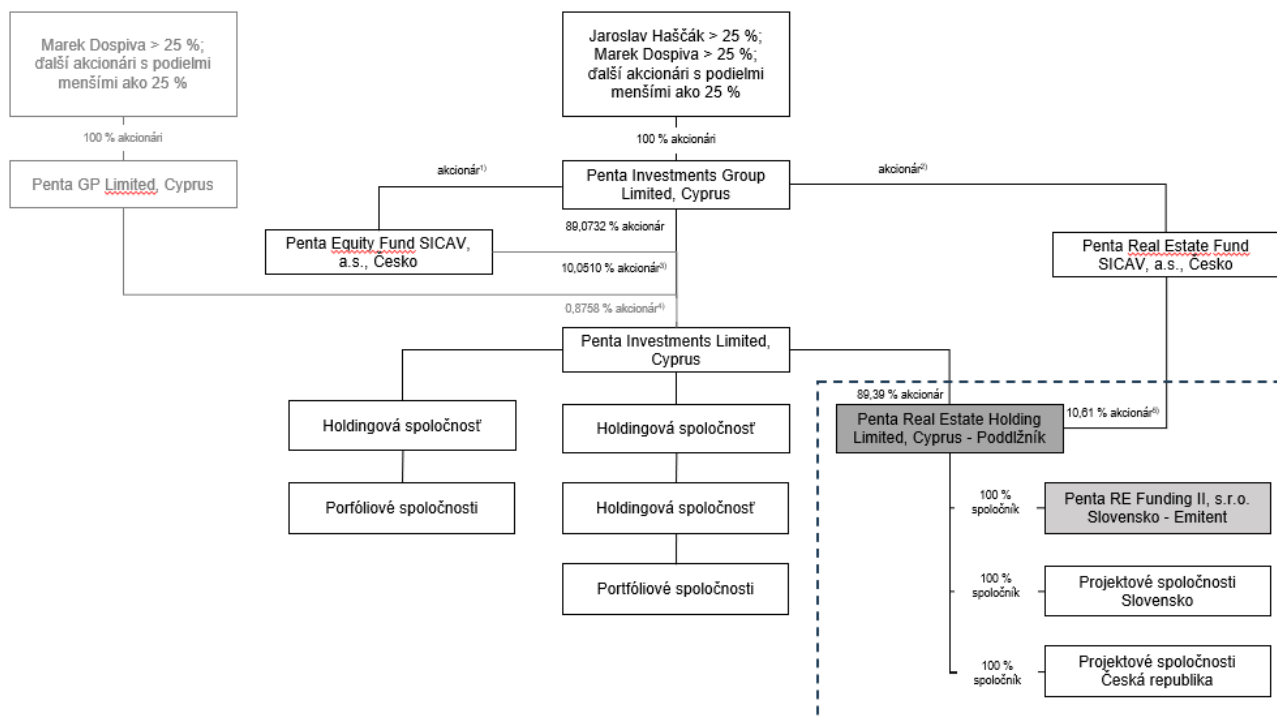 Marek Dospiva > 25 %;
ďalší akcionári s podielmi
menšími ako 25 %
Jaroslav Haščák > 25 %;
Marek Dospiva > 25 %;
ďalší akcionári s podielmi
menšími ako 25 %
100 % akcionári
100 % akcionári
Penta GP Limited, Cyprus
akcionár¹⁾
Penta Investments Group
Limited, Cyprus
akcionár²⁾
89,0732 % akcionár
Penta Equity Fund SICAV,
a.s., Česko
Penta Real Estate Fund
SICAV, a.s., Česko
10,0510 % akcionár³⁾
0,8758 % akcionár⁴⁾
Penta Investments Limited,
Cyprus
89,39 % akcionár
Penta Real Estate Holding
Limited, Cyprus - Poddlžník
10,61 % akcionár⁵⁾
Holdingová spoločnosť
Holdingová spoločnosť
Porfóliové spoločnosti
Holdingová spoločnosť
100 %
spoločník
Penta RE Funding II, s.r.o.
Slovensko - Emitent
Portfóliové spoločnosti
100 %
spoločník
Projektové spoločnosti
Slovensko
100 %
spoločník
Projektové spoločnosti
Česká republika